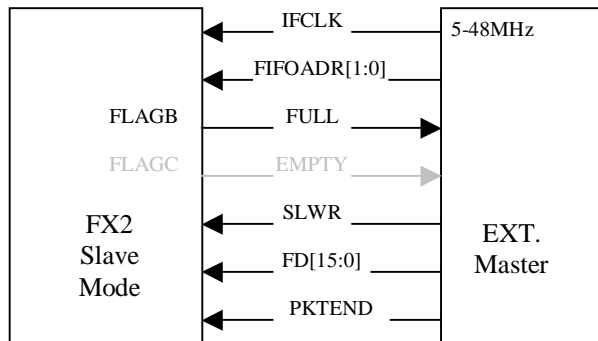 IFCLK
5-48MHz
FIFOADR[1:0]
FLAGB
FULL
FLAGC
EMPTY
SLWR
FX2
Slave
Mode
EXT.
Master
FD[15:0]
PKTEND